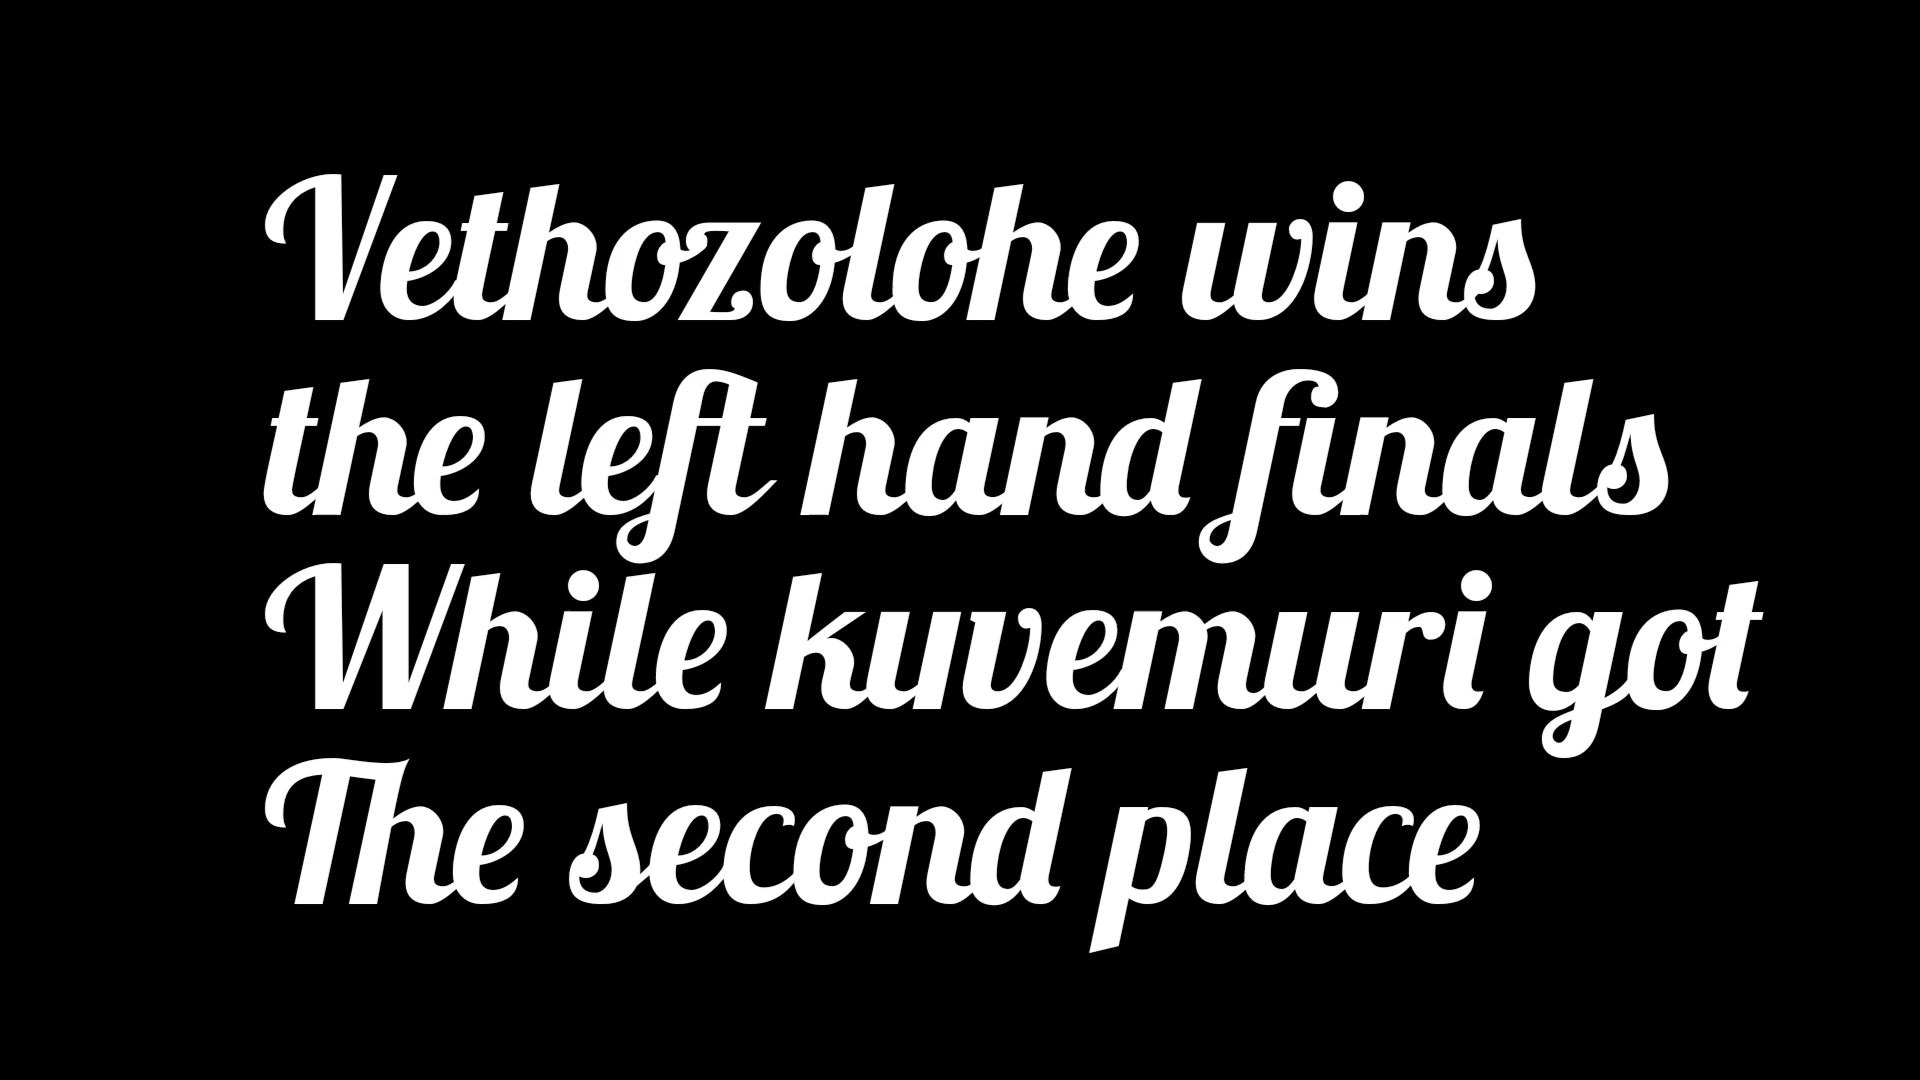 Vethozolohe wins
the left hand finals
While kuvemuri got
The second place